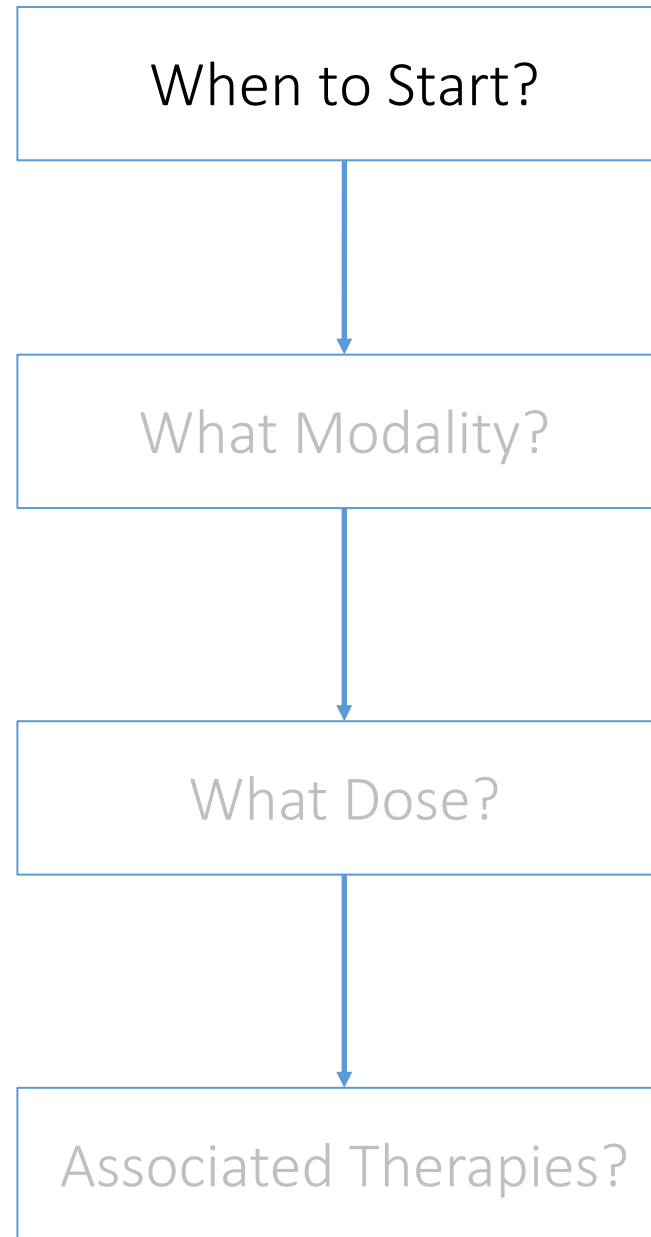 When to Start?
What Modality?
What Dose?
Associated Therapies?